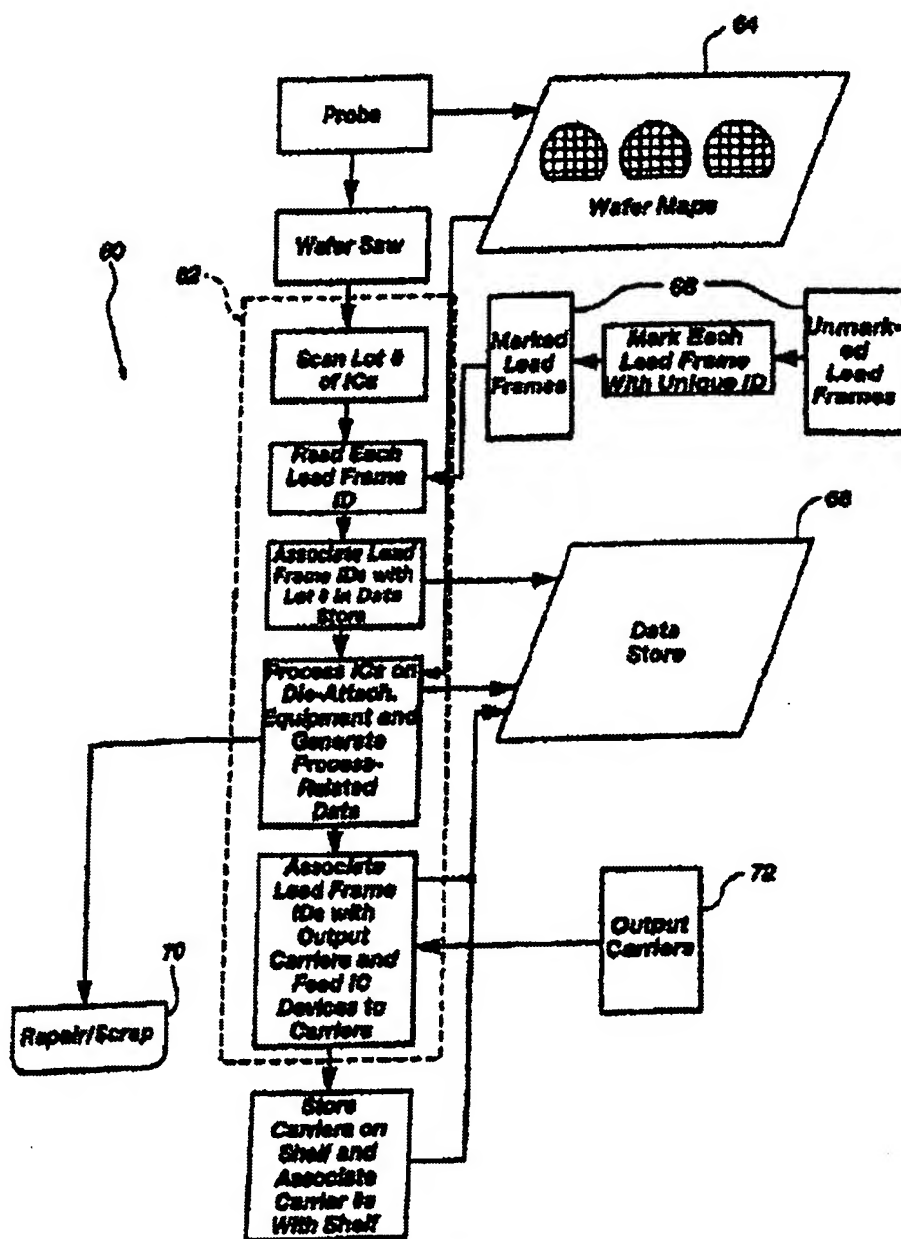 64
Probe
Wafer Maps
Wafer Saw
60
62
66
Scan Lot #
of ICs
Marked
Lead
Frames
Mark Each
Lead Frame
With Unique ID
Unmark-
ed
Lead
Frames
Read Each
Lead Frame
ID
68
Associate Lead
Frame IDs with
Lot # in Data
Store
Data
Store
Process ICs on
Die-Attach.
Equipment and
Generate
Process-
Related
Data
Associate
Lead Frame
IDs with
Output
Carriers and
Feed IC
Devices to
Carriers
72
Output
Carriers
70
Repair/Scrap
Store
Carriers on
Shelf and
Associate
Carrier #s
With Shelf